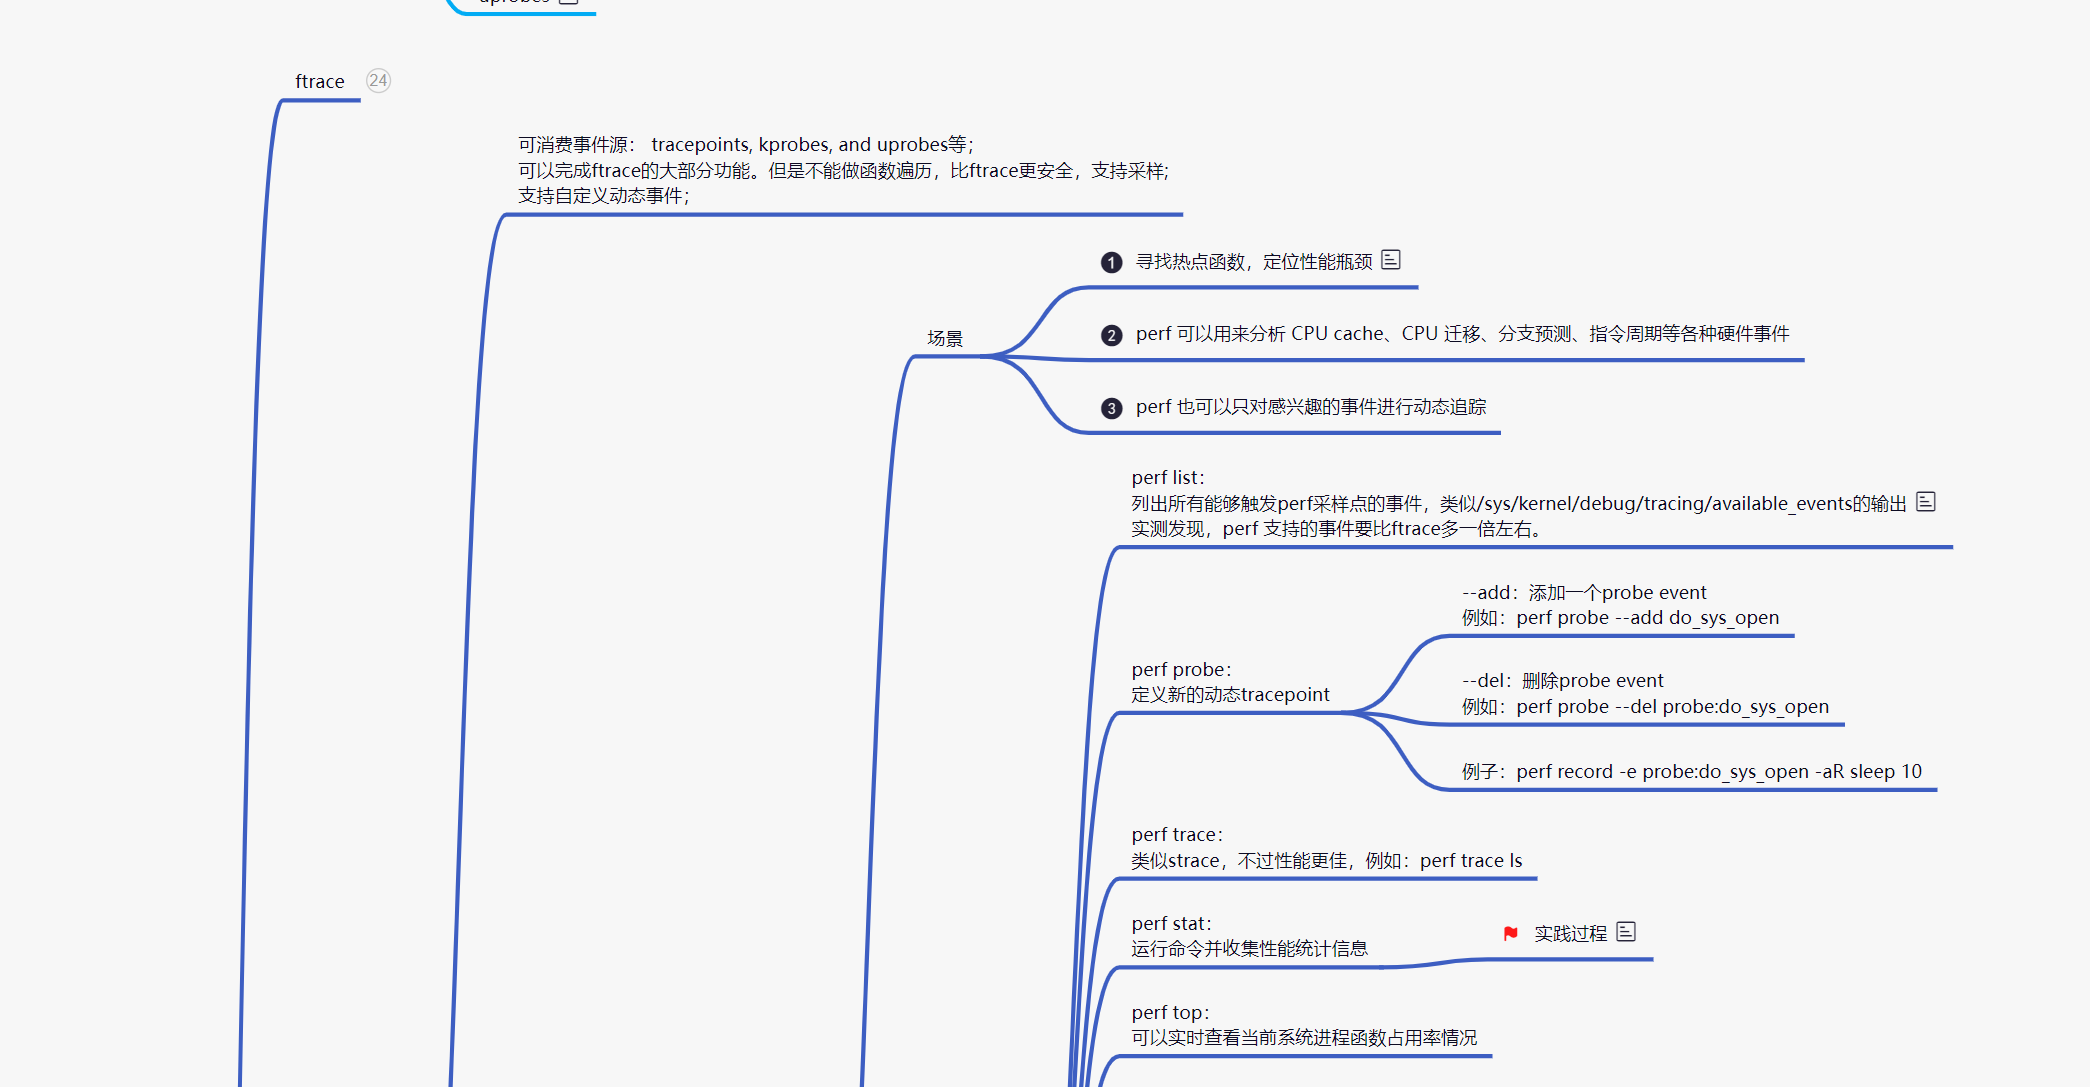 uprobes
ftrace 24
可消费事件源： tracepoints, kprobes, and uprobes等；
可以完成ftrace的大部分功能。但是不能做函数遍历，比ftrace更安全，支持采样；
支持自定义动态事件；
场景
1 寻找热点函数，定位性能瓶颈
2 perf 可以用来分析 CPU cache、CPU 迁移、分支预测、指令周期等各种硬件事件
3 perf 也可以只对感兴趣的事件进行动态追踪
perf list：
列出所有能够触发perf采样点的事件，类似/sys/kernel/debug/tracing/available_events的输出
实测发现，perf 支持的事件要比ftrace多一倍左右。
perf probe：
定义新的动态tracepoint
--add：添加一个probe event
例如：perf probe --add do_sys_open
--del：删除probe event
例如：perf probe --del probe:do_sys_open
例子：perf record -e probe:do_sys_open -aR sleep 10
perf trace：
类似strace，不过性能更佳，例如：perf trace ls
perf stat：
运行命令并收集性能统计信息
实践过程
perf top：
可以实时查看当前系统进程函数占用率情况